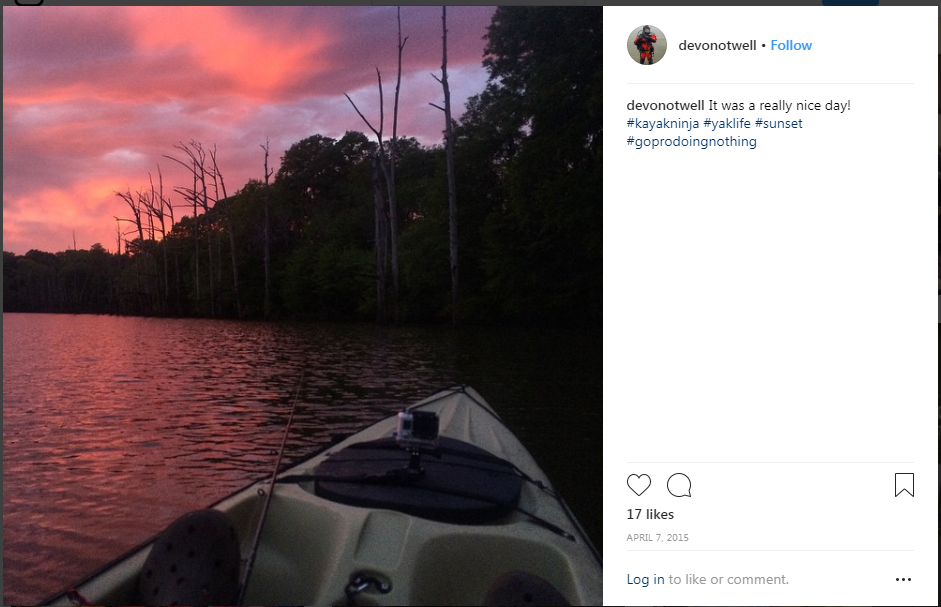 devonotwell • Follow
devonotwell It was a really nice day!
#kayakninja #yaklife #sunset
#goprodoingnothing
17 likes
APRIL 7, 2015
Log in to like or comment.